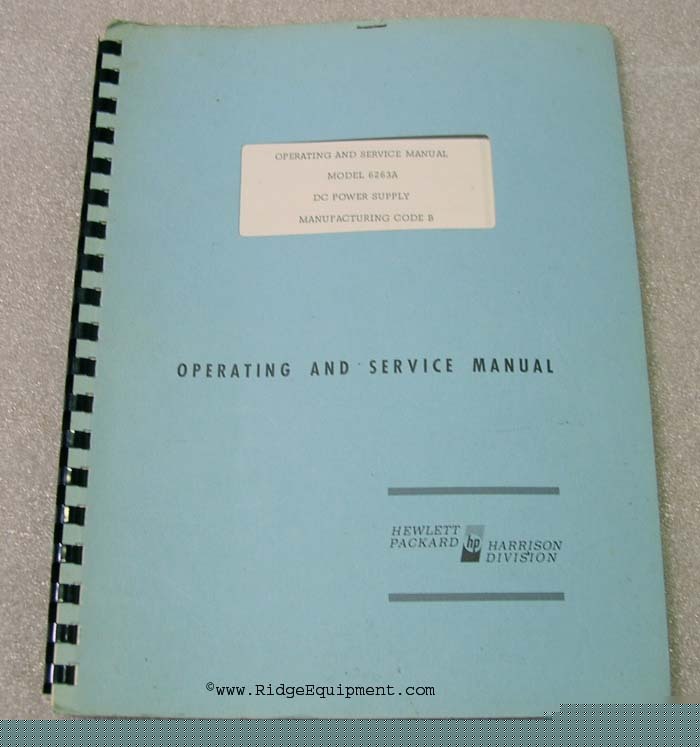 OPERATING AND SERVICE MANUAL
MODEL 6263A
DC POWER SUPPLY
MANUFACTURING CODE B
OPERATING AND SERVICE MANUAL
HEWLETT
PACKARD
hp
HARRISON
DIVISION
©www.RidgeEquipment.com